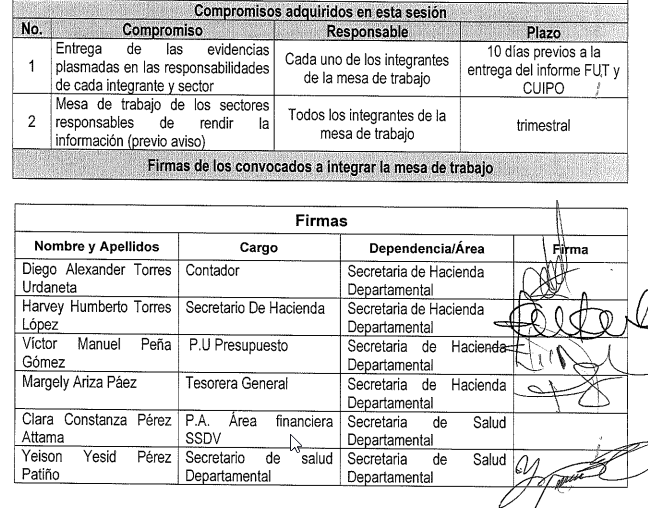 Compromisos adquiridos en esta sesión
No. Compromiso Responsable Plazo
1 Entrega de las evidencias plasmadas en las responsabilidades de cada integrante y sector Cada uno de los integrantes de la mesa de trabajo 10 días previos a la entrega del informe FUT y CUIPO
2 Mesa de trabajo de los sectores responsables de rendir la información (previo aviso) Todos los integrantes de la mesa de trabajo trimestral
Firmas de los convocados a integrar la mesa de trabajo
Firmas
Nombre y Apellidos Cargo Dependencia/Área Firma
Diego Alexander Torres Urdaneta Contador Secretaria de Hacienda Departamental
Harvey Humberto Torres López Secretario De Hacienda Secretaria de Hacienda Departamental
Víctor Manuel Peña Gómez P.U Presupuesto Secretaria de Hacienda Departamental
Margely Ariza Páez Tesorera General Secretaria de Hacienda Departamental
Clara Constanza Pérez Attama P.A. Área financiera SSDV Secretaria de Salud Departamental
Yeison Yesid Pérez Patiño Secretario de salud Departamental Secretaria de Salud Departamental